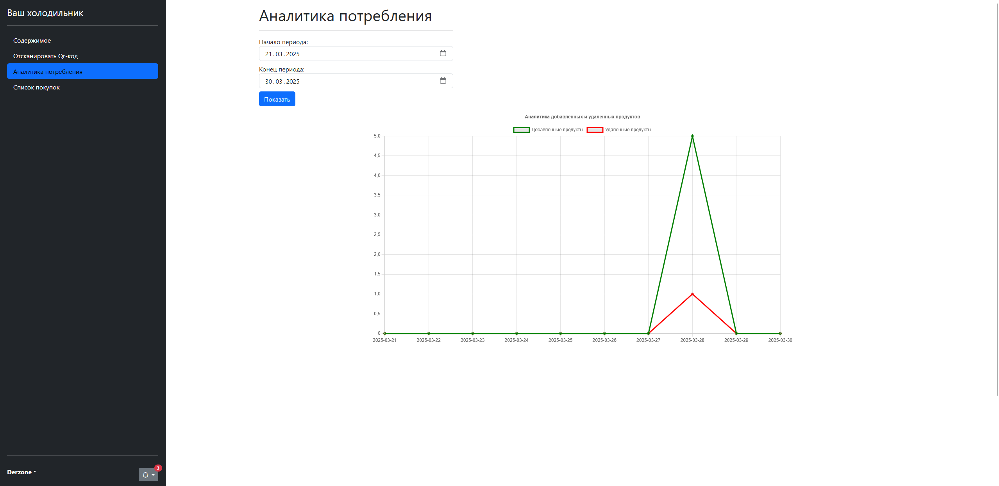 Ваш холодильник
Содержимое
Отсканировать Qr-код
Аналитика потребления
Список покупок
Derzone
3
Аналитика потребления
Начало периода:
21.03.2025
Конец периода:
30.03.2025
Показать
Аналитика добавленных и удалённых продуктов
Добавленные продукты Удалённые продукты
5,0
4,5
4,0
3,5
3,0
2,5
2,0
1,5
1,0
0,5
0
2025-03-21 2025-03-22 2025-03-23 2025-03-24 2025-03-25 2025-03-26 2025-03-27 2025-03-28 2025-03-29 2025-03-30